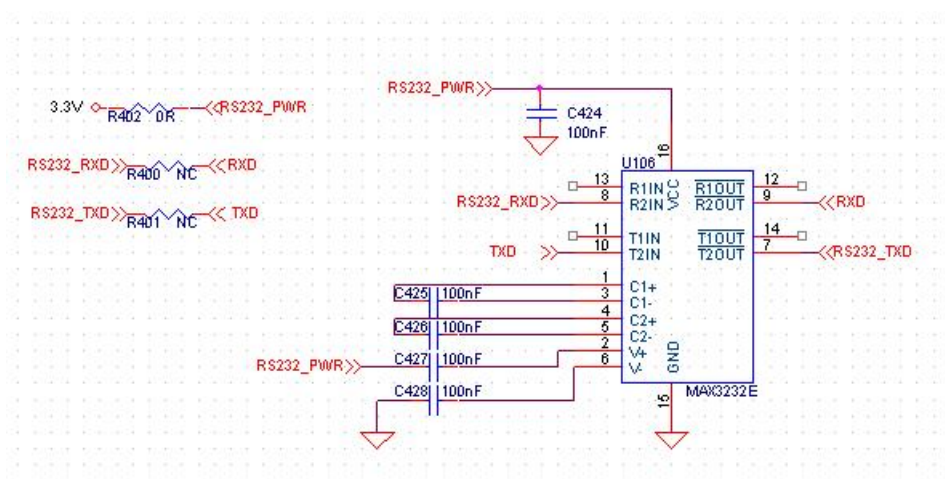 3.3V R402 0R RS232_PWR
RS232_RXD R400 NC RXD
RS232_TXD R401 NC TXD
RS232_PWR
C424
100nF
16
U106
13 R1IN VCC R1OUT 12
RS232_RXD 8 R2IN R2OUT 9 RXD
11 T1IN T1OUT 14
TXD 10 T2IN T2OUT 7 RS232_TXD
1 C1+
C425 100nF 3 C1-
4 C2+
C426 100nF 5 C2-
RS232_PWR C427 100nF 2 V+
6 V- GND
C428 100nF MAX3232E
15